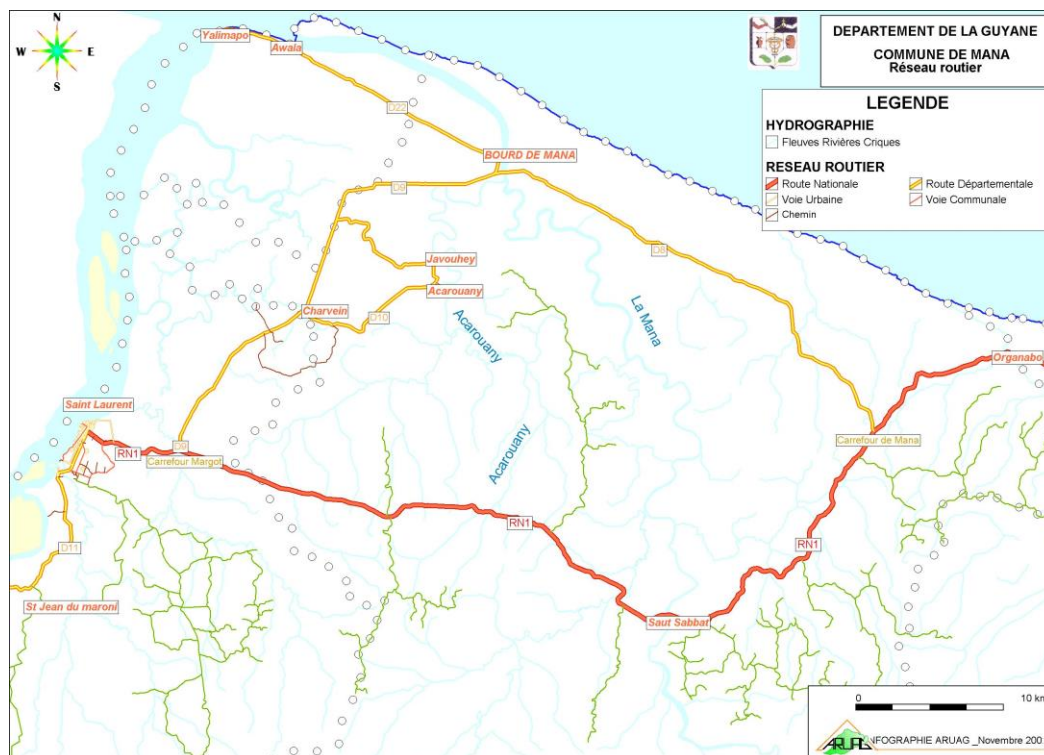 N
W E
S
DEPARTEMENT DE LA GUYANE
COMMUNE DE MANA
Réseau routier
LEGENDE
HYDROGRAPHIE
Fleuves Rivières Criques
RESEAU ROUTIER
Route Nationale
Route Départementale
Voie Urbaine
Voie Communale
Chemin
Yalimapo
Awala
D22
BOURD DE MANA
D9
D8
Javouhey
Acarouany
Charvein
D10
Acarouany
La Mana
Organabo
Saint Laurent
RN1
D9
Carrefour Margot
Acarouany
Carrefour de Mana
RN1
RN1
D11
St Jean du maroni
Saut Sabbat
0 10 km
ARUAG
INFOGRAPHIE ARUAG _Novembre 200